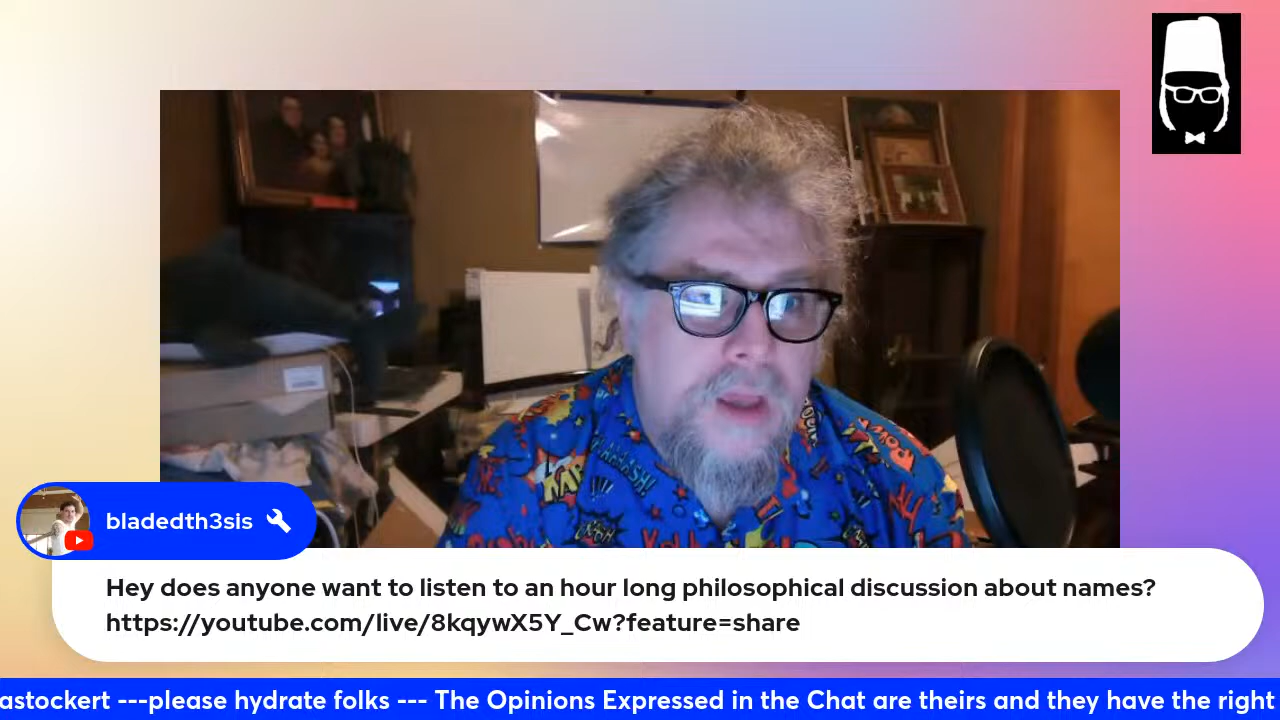 bladedth3sis
Hey does anyone want to listen to an hour long philosophical discussion about names?
https://youtube.com/live/8kqywX5Y_Cw?feature=share
astockert ---please hydrate folks --- The Opinions Expressed in the Chat are theirs and they have the right